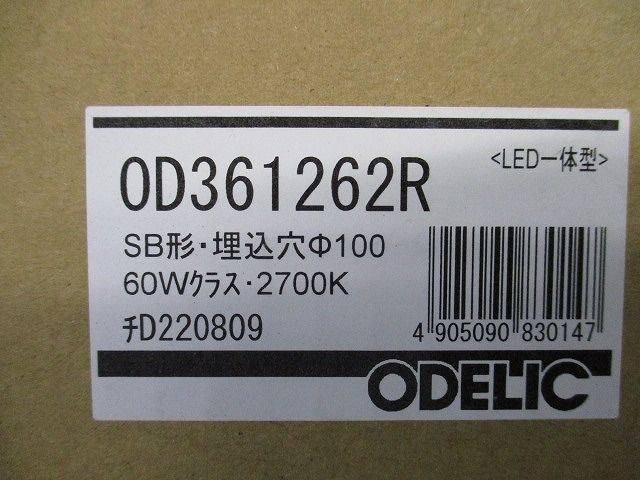 <LED一体型>
OD361262R
SB形・埋込穴Φ100
60Wクラス・2700K
チD220809
4 905090 830147
ODELIC